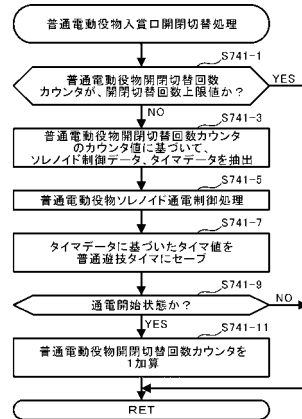 普通電動役物入賞口開閉切替処理
S741-1
普通電動役物開閉切替回数
カウンタが、開閉切替回数上限値か?
YES
NO
S741-3
普通電動役物開閉切替回数カウンタ
のカウンタ値に基づいて、
ソレノイド制御データ、タイマデータを抽出
S741-5
普通電動役物ソレノイド通電制御処理
S741-7
タイマデータに基づいたタイマ値を
普通遊技タイマにセーブ
S741-9
通電開始状態か?
NO
YES
S741-11
普通電動役物開閉切替回数カウンタを
1加算
RET